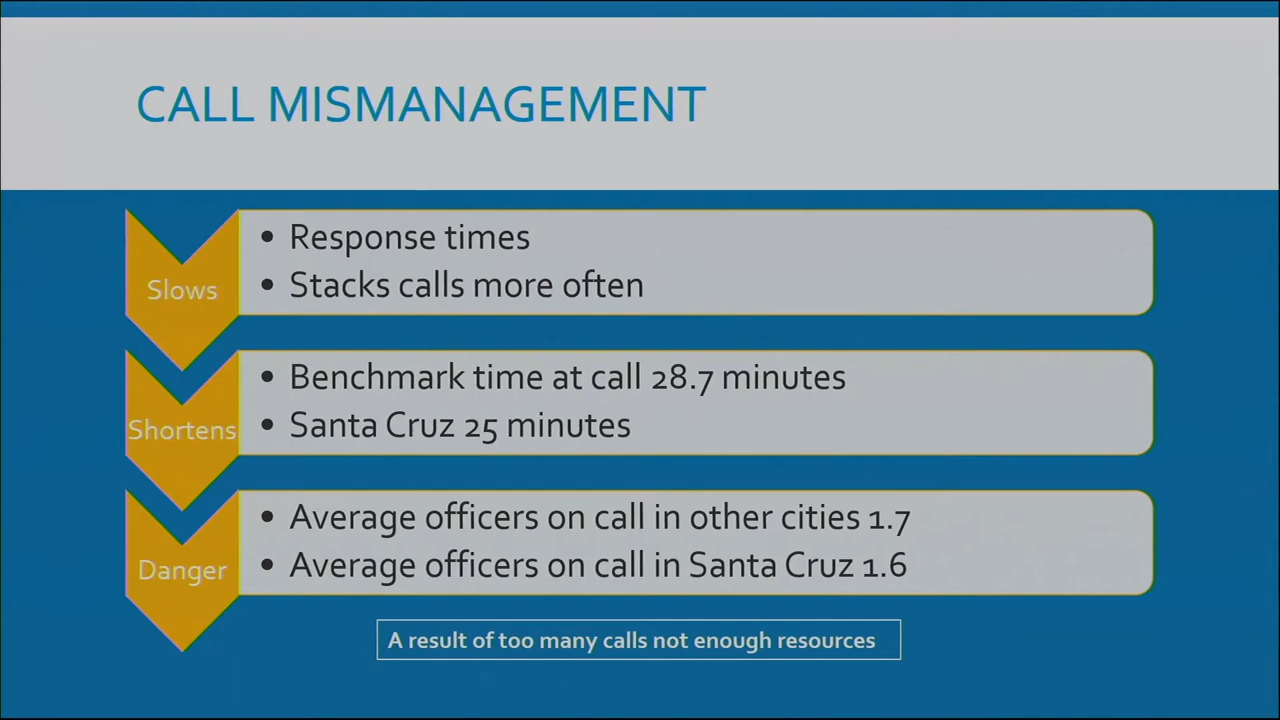 CALL MISMANAGEMENT
Slows
• Response times
• Stacks calls more often
Shortens
• Benchmark time at call 28.7 minutes
• Santa Cruz 25 minutes
Danger
• Average officers on call in other cities 1.7
• Average officers on call in Santa Cruz 1.6
A result of too many calls not enough resources